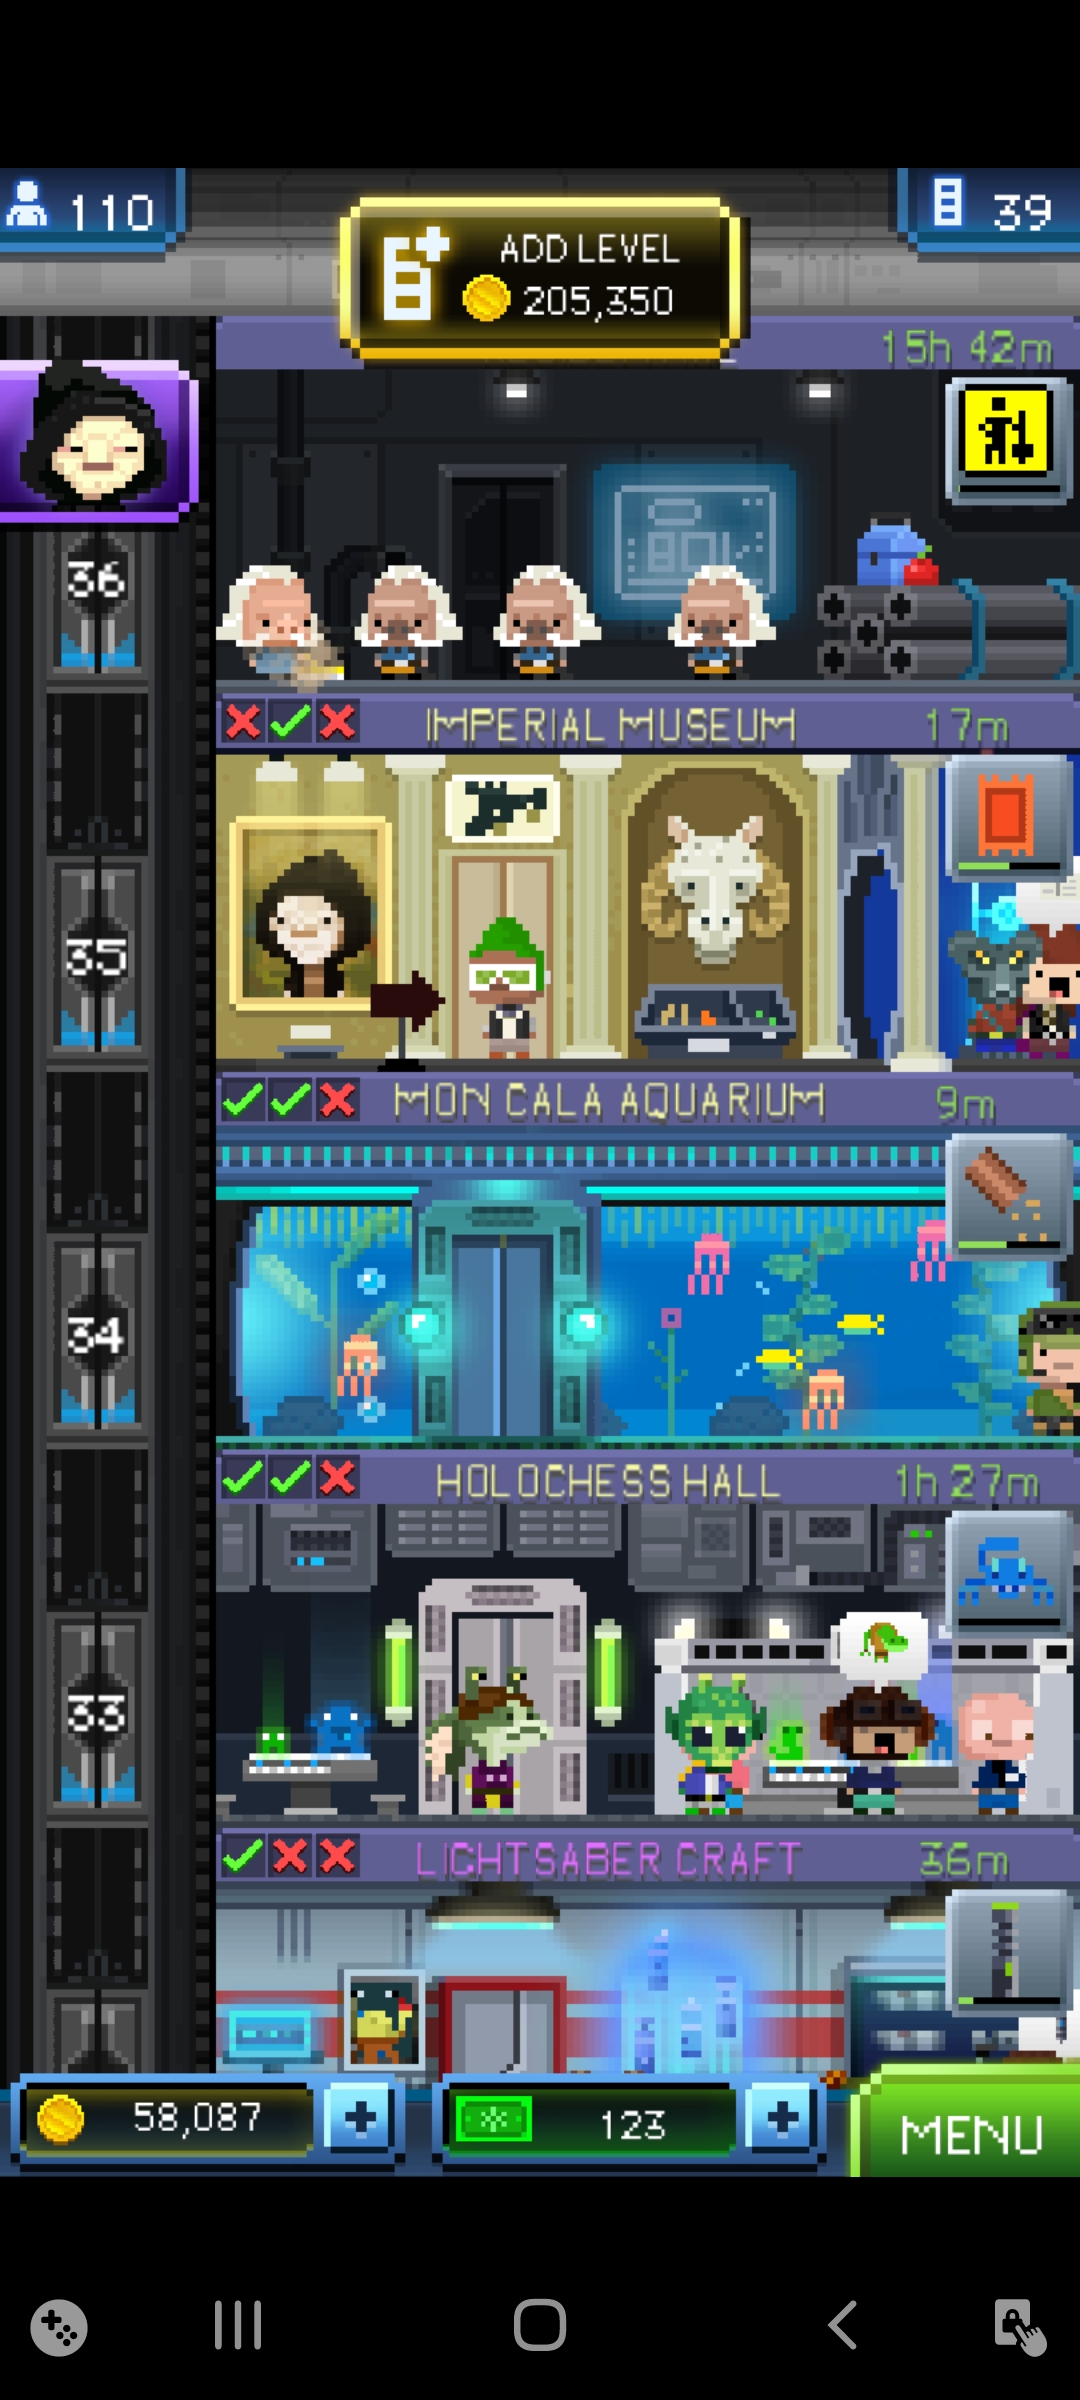 110
ADD LEVEL
205,350
39
15h 42m
36
IMPERIAL MUSEUM 17m
35
MON CALA AQUARIUM 9m
34
HOLOCHESS HALL 1h 27m
33
LIGHTSABER CRAFT 36m
58,087
123
MENU